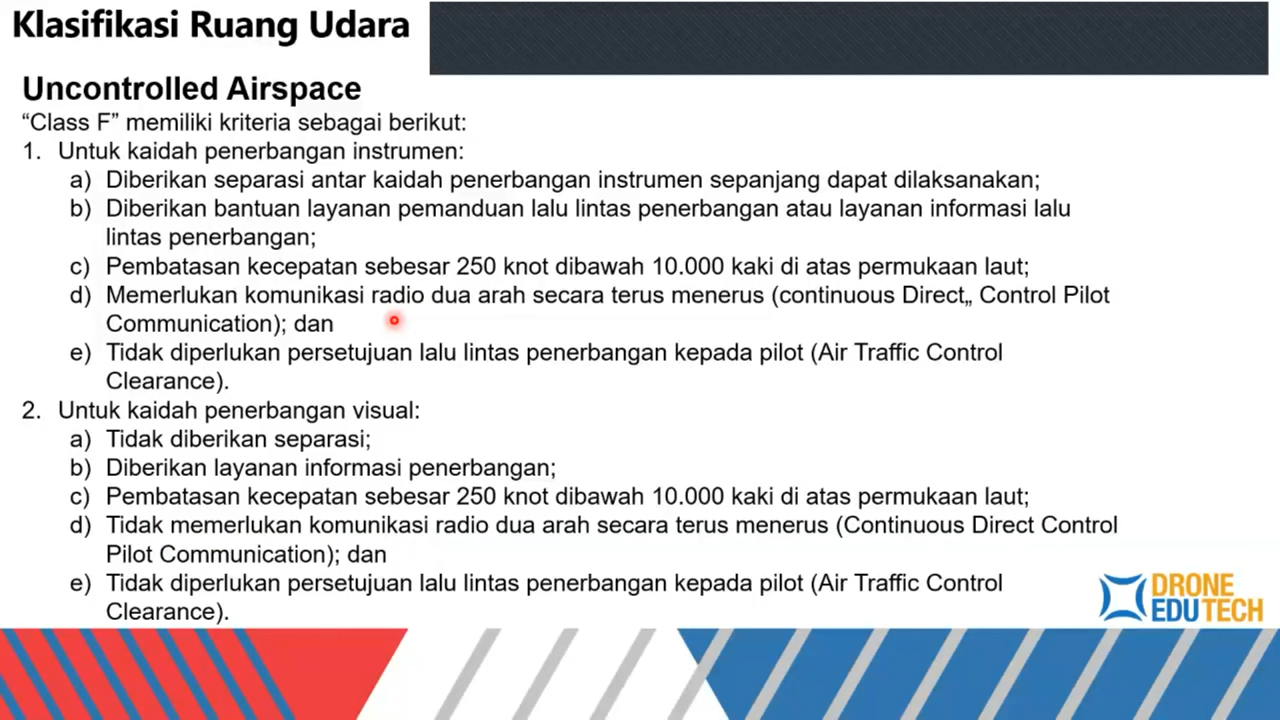 Klasifikasi Ruang Udara
Uncontrolled Airspace
“Class F” memiliki kriteria sebagai berikut:
1. Untuk kaidah penerbangan instrumen:
a) Diberikan separasi antar kaidah penerbangan instrumen sepanjang dapat dilaksanakan;
b) Diberikan bantuan layanan pemanduan lalu lintas penerbangan atau layanan informasi lalu
lintas penerbangan;
c) Pembatasan kecepatan sebesar 250 knot dibawah 10.000 kaki di atas permukaan laut;
d) Memerlukan komunikasi radio dua arah secara terus menerus (continuous Direct„ Control Pilot
Communication); dan
e) Tidak diperlukan persetujuan lalu lintas penerbangan kepada pilot (Air Traffic Control
Clearance).
2. Untuk kaidah penerbangan visual:
a) Tidak diberikan separasi;
b) Diberikan layanan informasi penerbangan;
c) Pembatasan kecepatan sebesar 250 knot dibawah 10.000 kaki di atas permukaan laut;
d) Tidak memerlukan komunikasi radio dua arah secara terus menerus (Continuous Direct Control
Pilot Communication); dan
e) Tidak diperlukan persetujuan lalu lintas penerbangan kepada pilot (Air Traffic Control
Clearance).
DRONE
EDUTECH